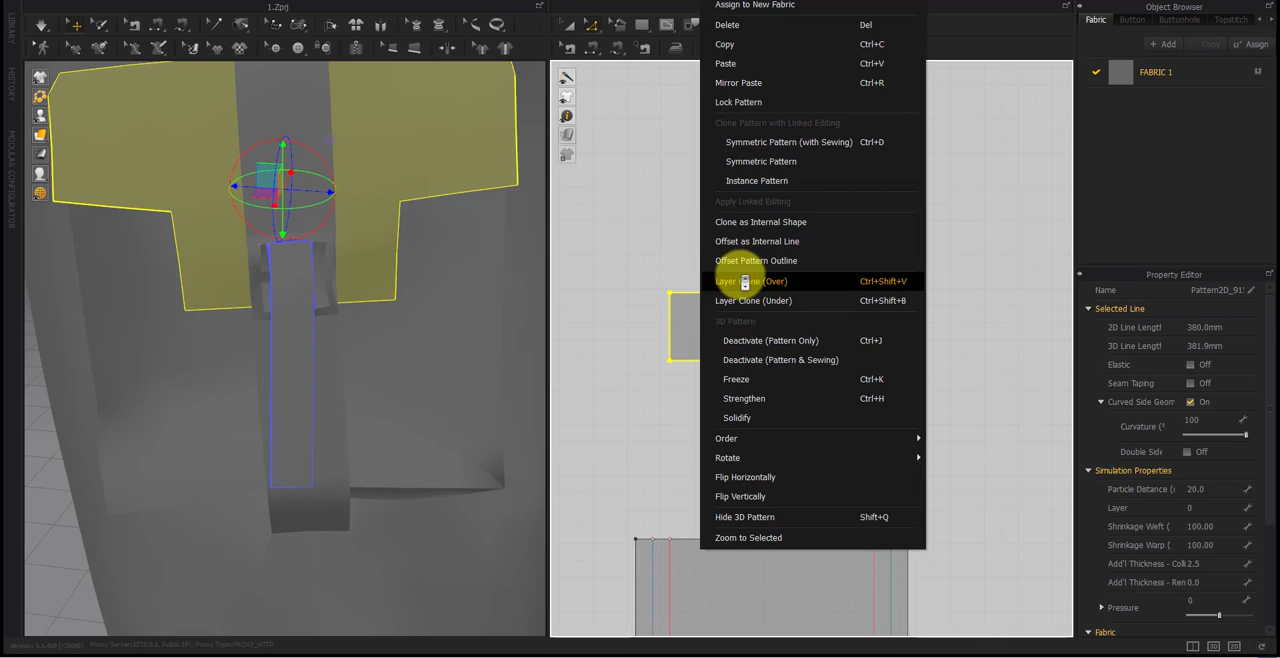 1.Zprj
Object Browser
Fabric
Button
Buttonhole
Topstitch
+ Add
Copy
Assign
FABRIC 1
LIBRARY
HISTORY
MODULAR CONFIGURATOR
Assign to New Fabric
Delete Del
Copy Ctrl+C
Paste Ctrl+V
Mirror Paste Ctrl+R
Lock Pattern
Clone Pattern with Linked Editing
Symmetric Pattern (with Sewing) Ctrl+D
Symmetric Pattern
Instance Pattern
Apply Linked Editing
Clone as Internal Shape
Offset as Internal Line
Offset Pattern Outline
Layer Clone (Over) Ctrl+Shift+V
Layer Clone (Under) Ctrl+Shift+B
3D Pattern
Deactivate (Pattern Only) Ctrl+J
Deactivate (Pattern & Sewing)
Freeze Ctrl+K
Strengthen Ctrl+H
Solidify
Order
Rotate
Flip Horizontally
Flip Vertically
Hide 3D Pattern Shift+Q
Zoom to Selected
Property Editor
Name Pattern2D_91
Selected Line
2D Line Length 380.0mm
3D Line Length 381.9mm
Elastic Off
Seam Taping Off
Curved Side Geom On
Curvature ( 100
Double Side Off
Simulation Properties
Particle Distance ( 20.0
Layer 0
Shrinkage Weft ( 100.00
Shrinkage Warp ( 100.00
Add'l Thickness - Colli 2.5
Add'l Thickness - Ren 0.0
Pressure 0
Fabric
3D
2D